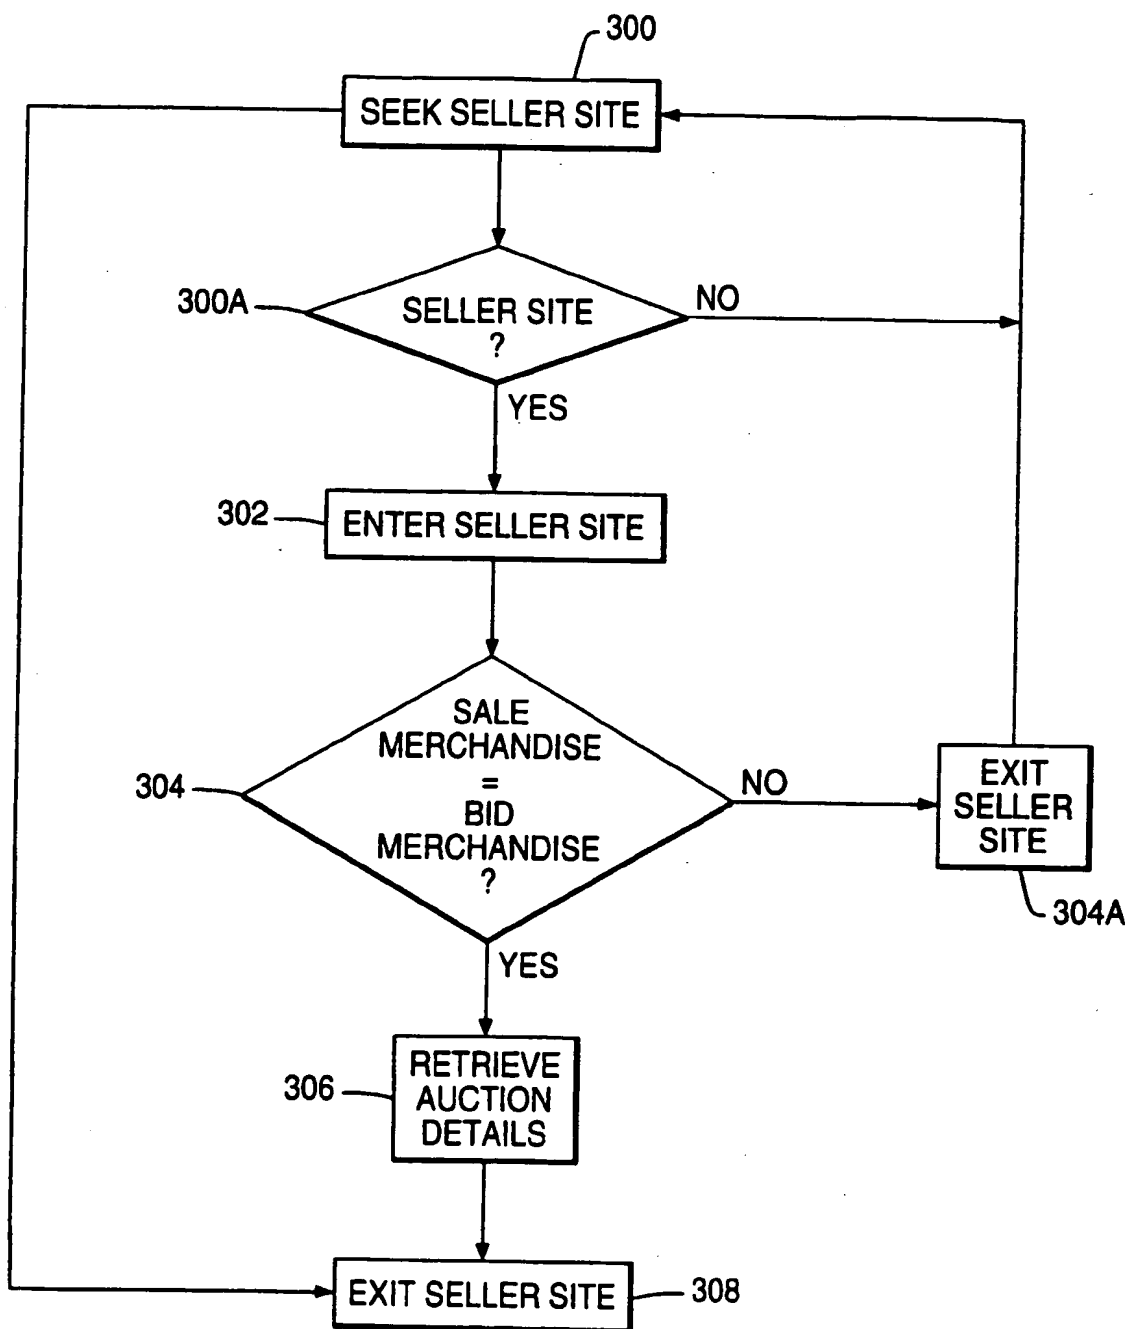 300
SEEK SELLER SITE
300A
SELLER SITE
?
NO
YES
302
ENTER SELLER SITE
304
SALE
MERCHANDISE
=
BID
MERCHANDISE
?
NO
EXIT
SELLER
SITE
304A
YES
306
RETRIEVE
AUCTION
DETAILS
EXIT SELLER SITE
308